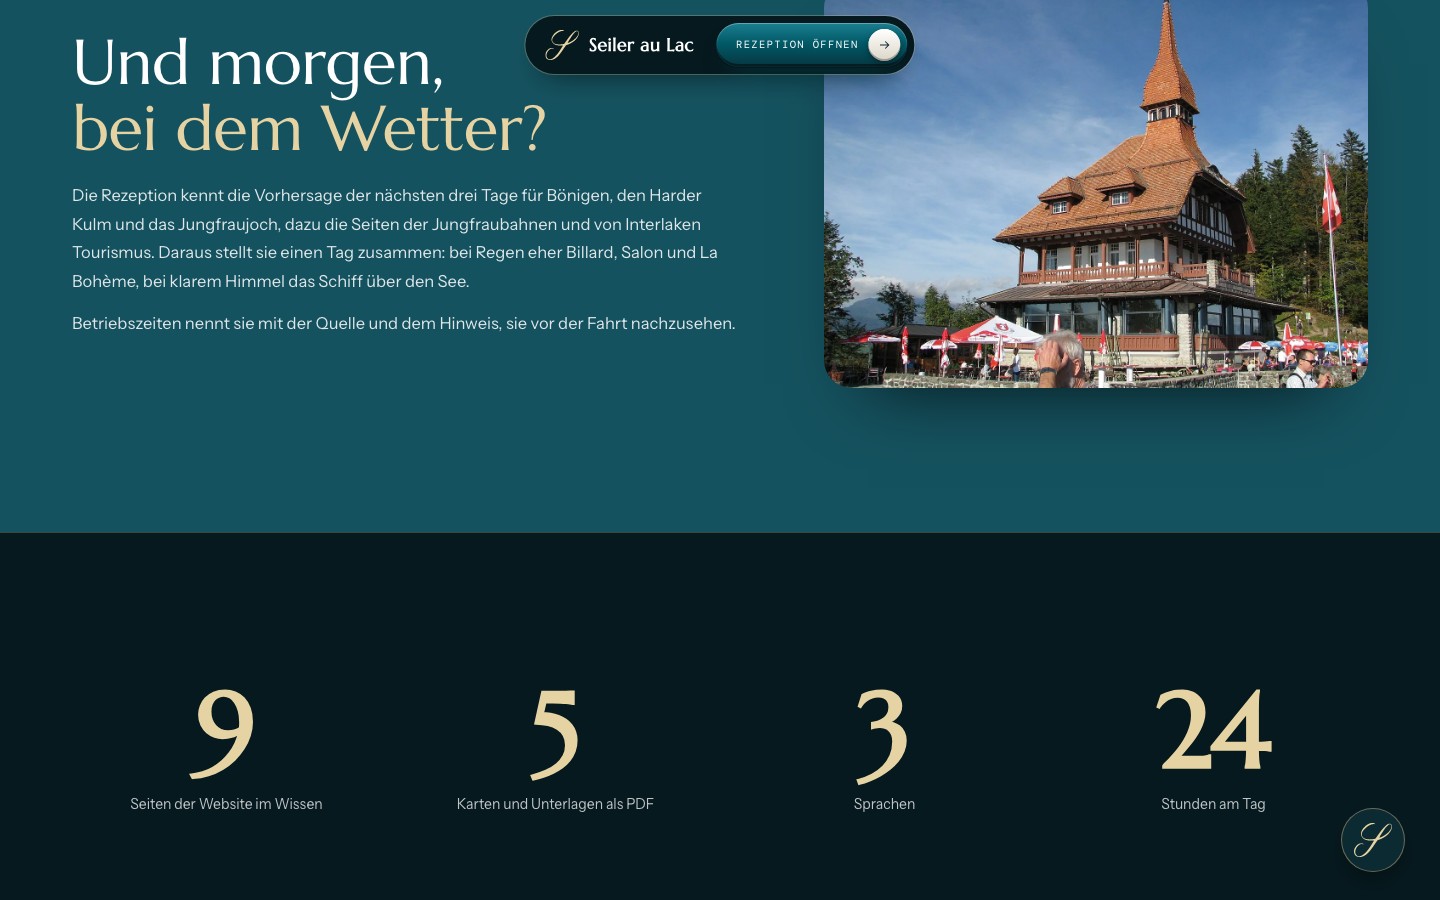 Und morgen,
bei dem Wetter?
Seiler au Lac
REZEPTION ÖFFNEN
Die Rezeption kennt die Vorhersage der nächsten drei Tage für Bönigen, den Harder
Kulm und das Jungfraujoch, dazu die Seiten der Jungfraubahnen und von Interlaken
Tourismus. Daraus stellt sie einen Tag zusammen: bei Regen eher Billard, Salon und La
Bohème, bei klarem Himmel das Schiff über den See.
Betriebszeiten nennt sie mit der Quelle und dem Hinweis, sie vor der Fahrt nachzusehen.
9
Seiten der Website im Wissen
5
Karten und Unterlagen als PDF
3
Sprachen
24
Stunden am Tag